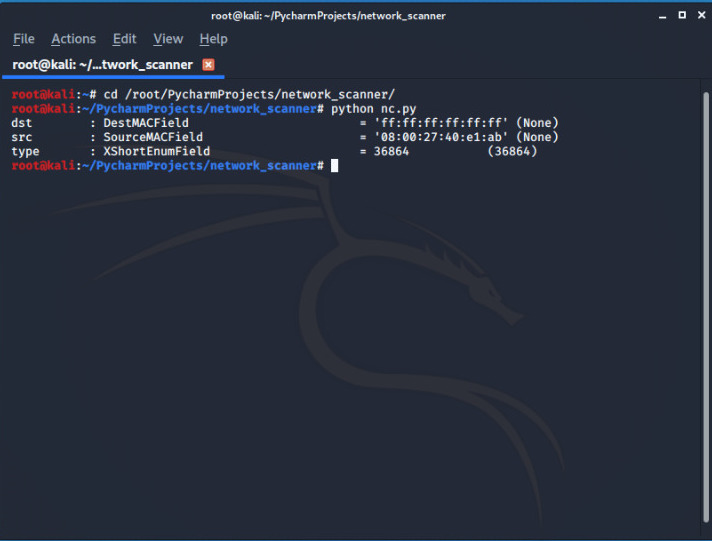 root@kali: ~/PycharmProjects/network_scanner
File Actions Edit View Help
root@kali: ~/...twork_scanner
root@kali:~# cd /root/PycharmProjects/network_scanner/
root@kali:~/PycharmProjects/network_scanner# python nc.py
dst : DestMACField = 'ff:ff:ff:ff:ff:ff' (None)
src : SourceMACField = '08:00:27:40:e1:ab' (None)
type : XShortEnumField = 36864 (36864)
root@kali:~/PycharmProjects/network_scanner#